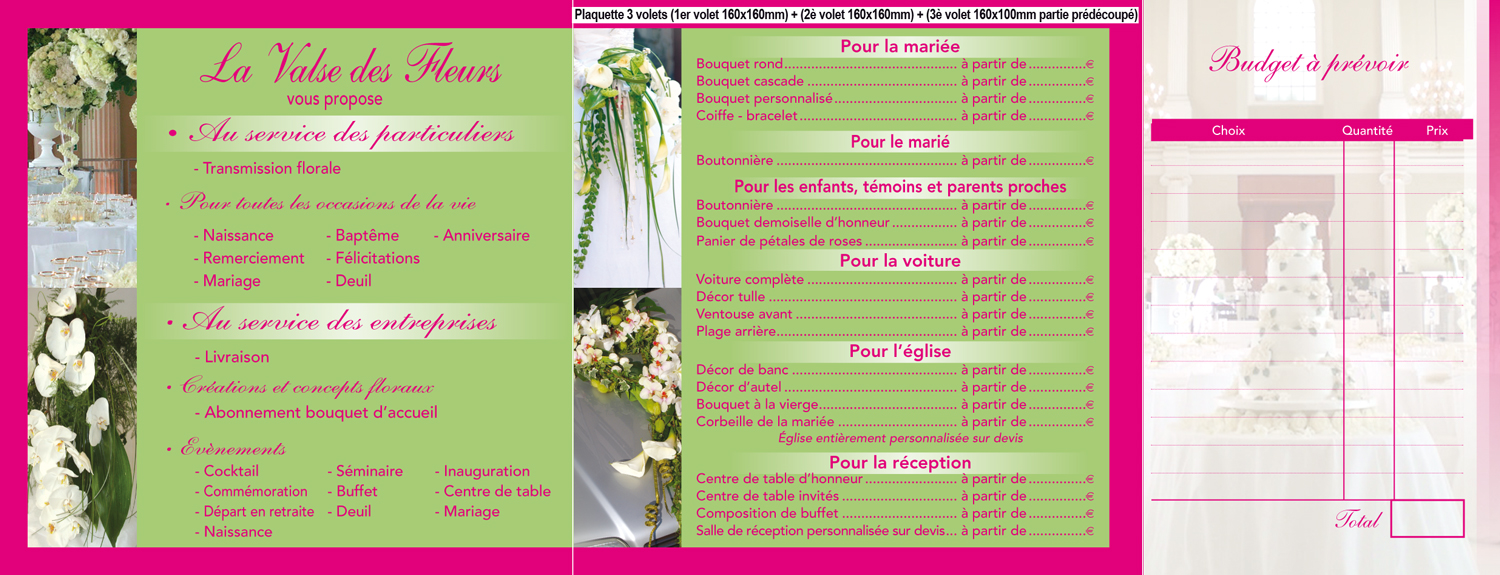 Plaquette 3 volets (1er volet 160x160mm) + (2è volet 160x160mm) + (3è volet 160x100mm partie prédécoupé)
La Valse des Fleurs
vous propose
• Au service des particuliers
- Transmission florale
• Pour toutes les occasions de la vie
- Naissance - Baptême - Anniversaire
- Remerciement - Félicitations
- Mariage - Deuil
• Au service des entreprises
- Livraison
• Créations et concepts floraux
- Abonnement bouquet d'accueil
• Evènements
- Cocktail - Séminaire - Inauguration
- Commémoration - Buffet - Centre de table
- Départ en retraite - Deuil - Mariage
- Naissance
Pour la mariée
Bouquet rond............................................ à partir de...............€
Bouquet cascade ...................................... à partir de...............€
Bouquet personnalisé................................ à partir de...............€
Coiffe - bracelet......................................... à partir de...............€
Pour le marié
Boutonnière .............................................. à partir de...............€
Pour les enfants, témoins et parents proches
Boutonnière .............................................. à partir de...............€
Bouquet demoiselle d'honneur ................. à partir de...............€
Panier de pétales de roses ........................ à partir de...............€
Pour la voiture
Voiture complète ....................................... à partir de...............€
Décor tulle ................................................. à partir de...............€
Ventouse avant .......................................... à partir de...............€
Plage arrière............................................... à partir de...............€
Pour l'église
Décor de banc ........................................... à partir de...............€
Décor d'autel ............................................. à partir de...............€
Bouquet à la vierge.................................... à partir de...............€
Corbeille de la mariée ............................... à partir de...............€
Église entièrement personnalisée sur devis
Pour la réception
Centre de table d'honneur ........................ à partir de...............€
Centre de table invités .............................. à partir de...............€
Composition de buffet .............................. à partir de...............€
Salle de réception personnalisée sur devis... à partir de...............€
Budget à prévoir
Choix Quantité Prix
Total